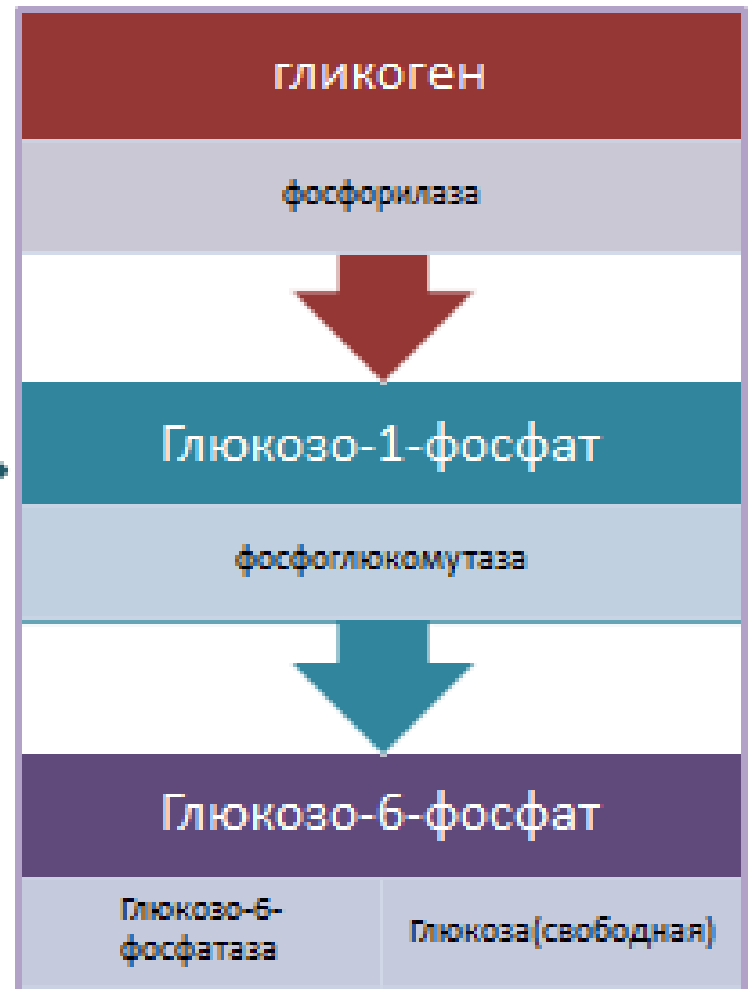 гликоген
фосфорилаза
Глюкозо-1-фосфат
фосфоглюкомутаза
Глюкозо-6-фосфат
Глюкозо-6-
фосфатаза
Глюкоза(свободная)